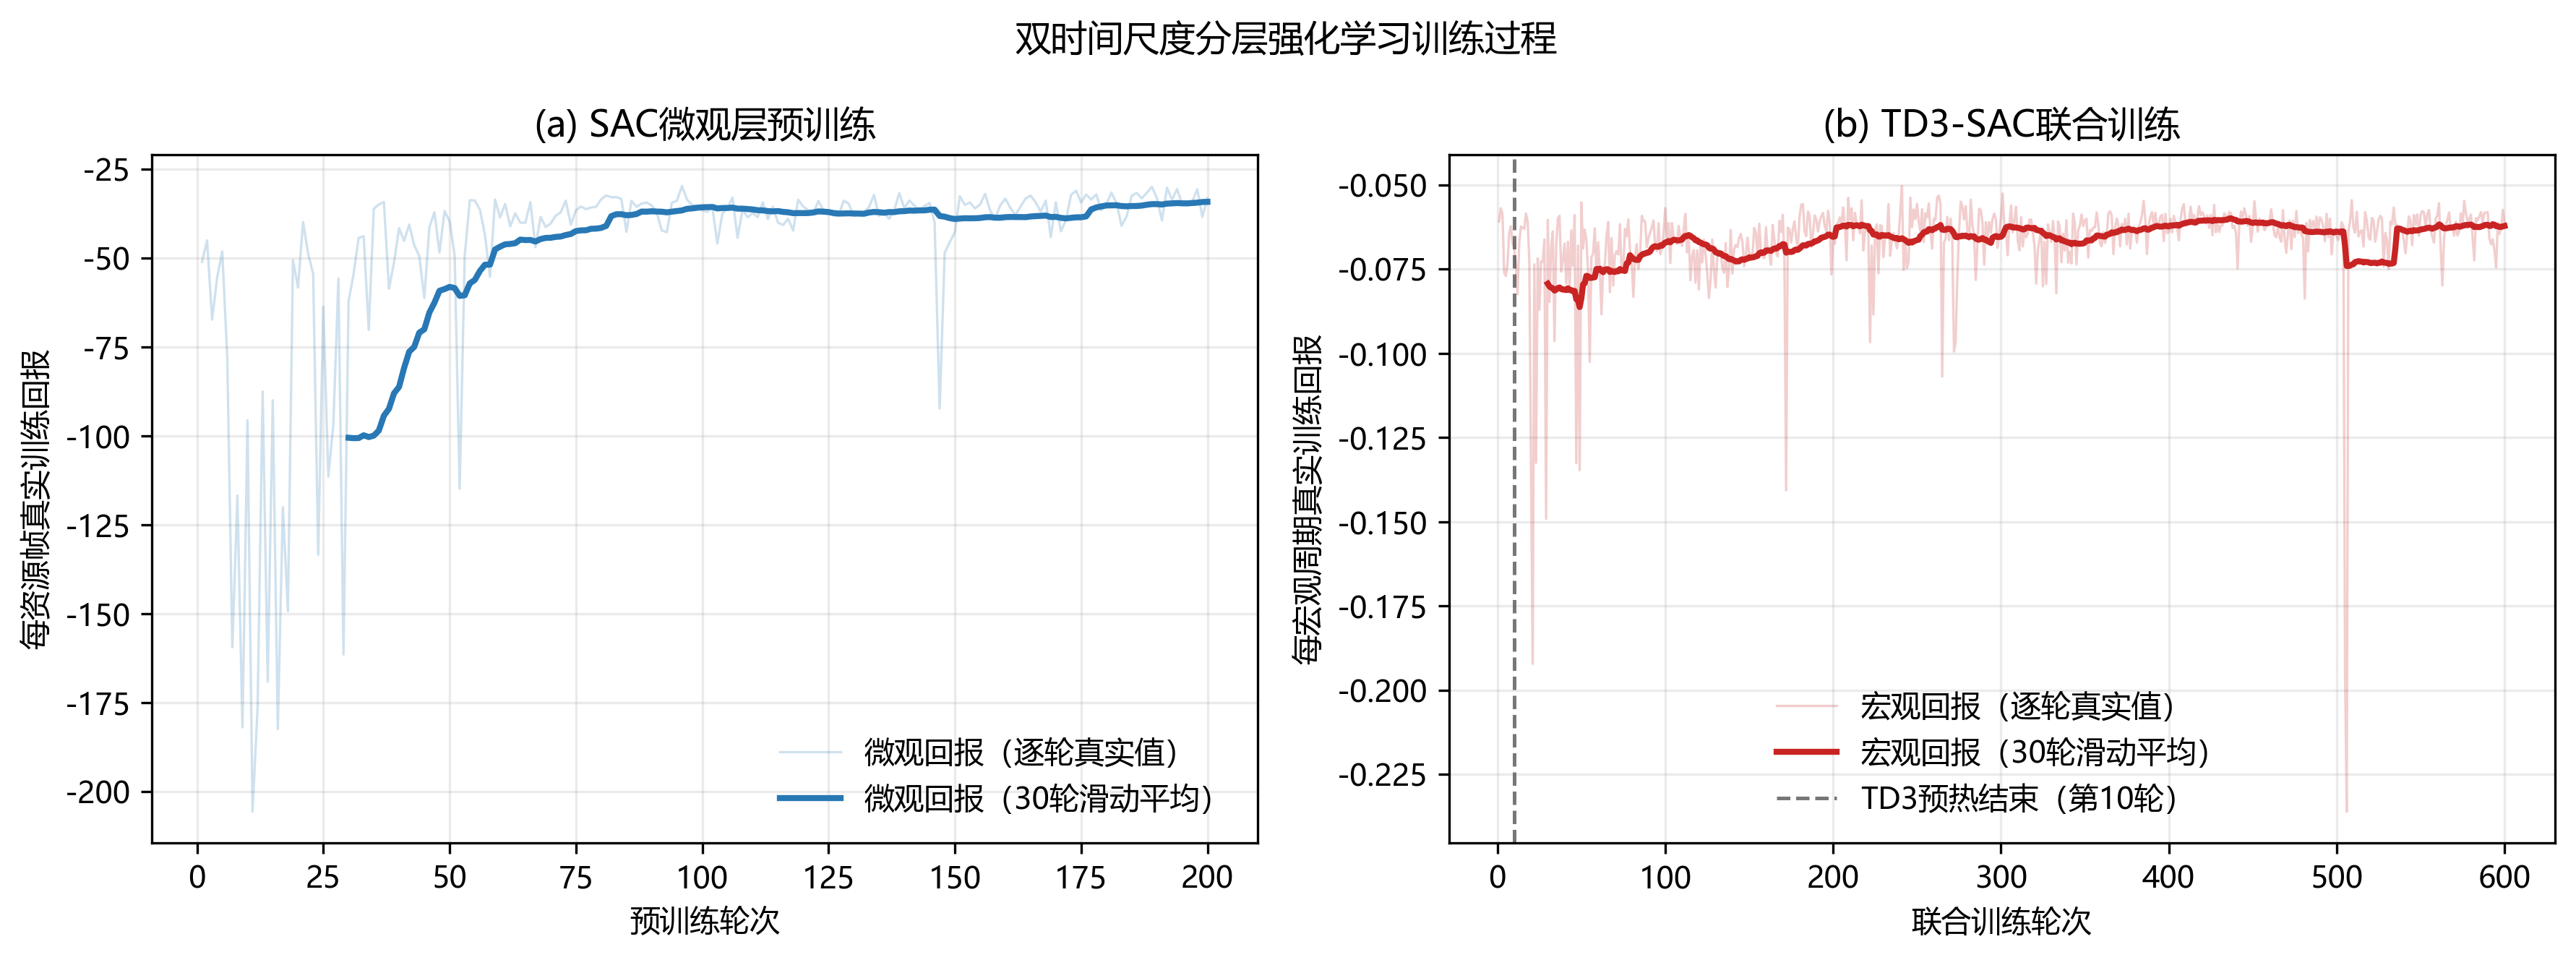 双时间尺度分层强化学习训练过程
(a) SAC微观层预训练
每资源帧真实训练回报
-25
-50
-75
-100
-125
-150
-175
-200
微观回报（逐轮真实值）
微观回报（30轮滑动平均）
0 25 50 75 100 125 150 175 200
预训练轮次
(b) TD3-SAC联合训练
每宏观周期真实训练回报
-0.050
-0.075
-0.100
-0.125
-0.150
-0.175
-0.200
-0.225
宏观回报（逐轮真实值）
宏观回报（30轮滑动平均）
TD3预热结束（第10轮）
0 100 200 300 400 500 600
联合训练轮次